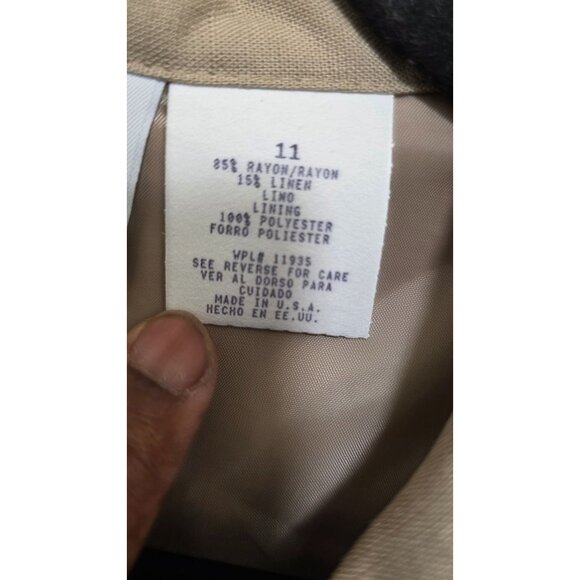 11
85% RAYON/RAYON
15% LINEN
LINO
LINING
100% POLYESTER
FORRO POLIESTER
WPL# 11935
SEE REVERSE FOR CARE
VER AL DORSO PARA
CUIDADO
MADE IN U.S.A.
HECHO EN EE.UU.